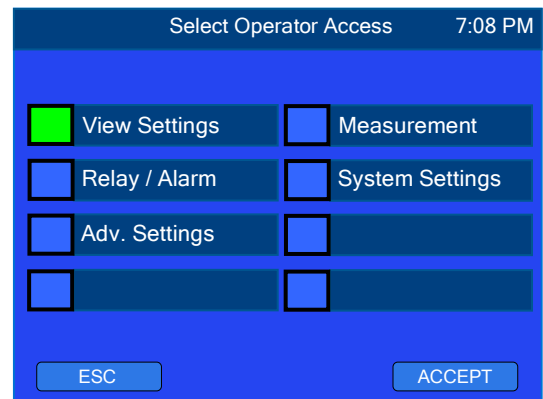 Select Operator Access 7:08 PM
View Settings Measurement
Relay / Alarm System Settings
Adv. Settings
ESC ACCEPT